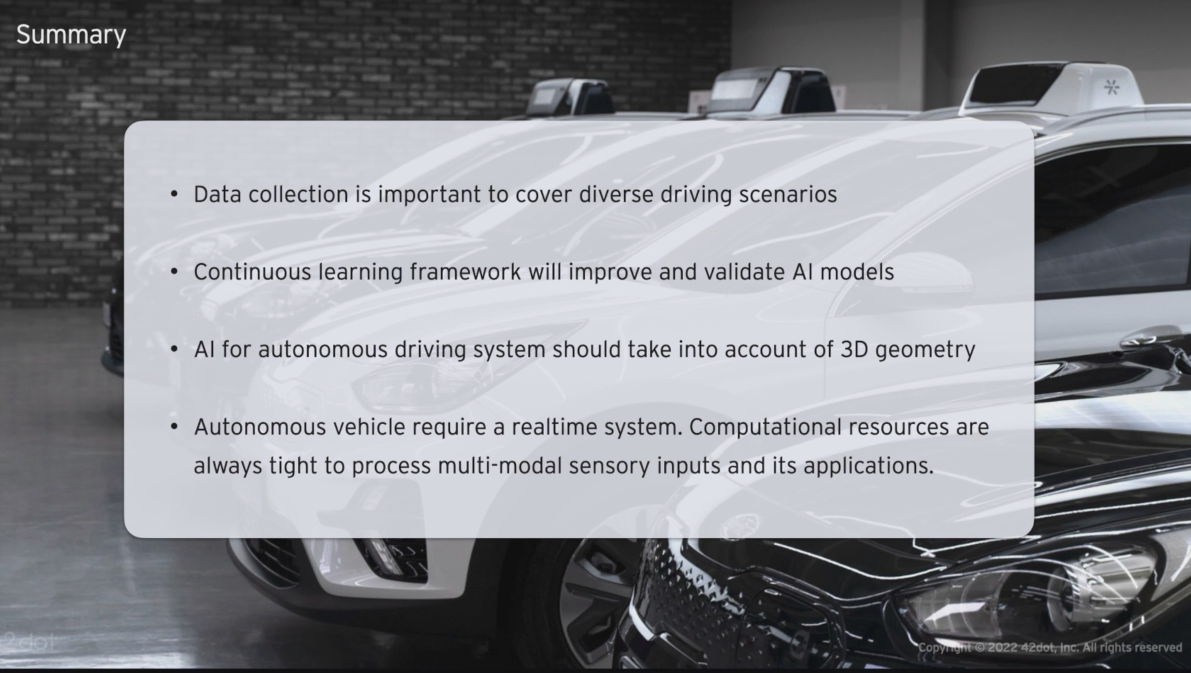 Summary
• Data collection is important to cover diverse driving scenarios
• Continuous learning framework will improve and validate AI models
• AI for autonomous driving system should take into account of 3D geometry
• Autonomous vehicle require a realtime system. Computational resources are
always tight to process multi-modal sensory inputs and its applications.
42dot
Copyright © 2022 42dot, Inc. All rights reserved